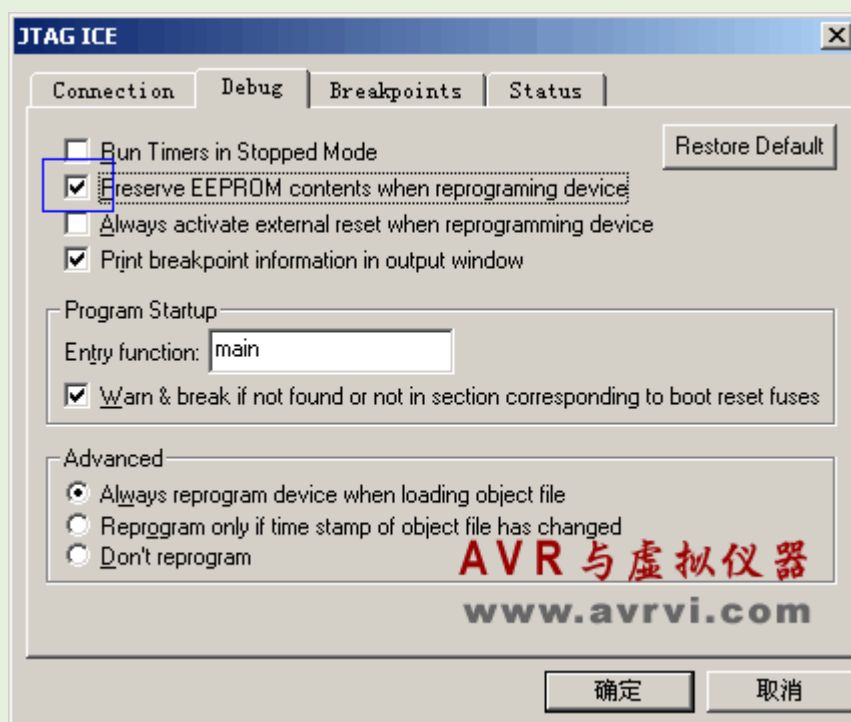 JTAG ICE
Connection Debug Breakpoints Status
Run Timers in Stopped Mode
Restore Default
Preserve EEPROM contents when reprograming device
Always activate external reset when reprogramming device
Print breakpoint information in output window
Program Startup
Entry function: main
Warn & break if not found or not in section corresponding to boot reset fuses
Advanced
Always reprogram device when loading object file
Reprogram only if time stamp of object file has changed
Don't reprogram
AVR与虚拟仪器
www.avrvi.com
确定 取消